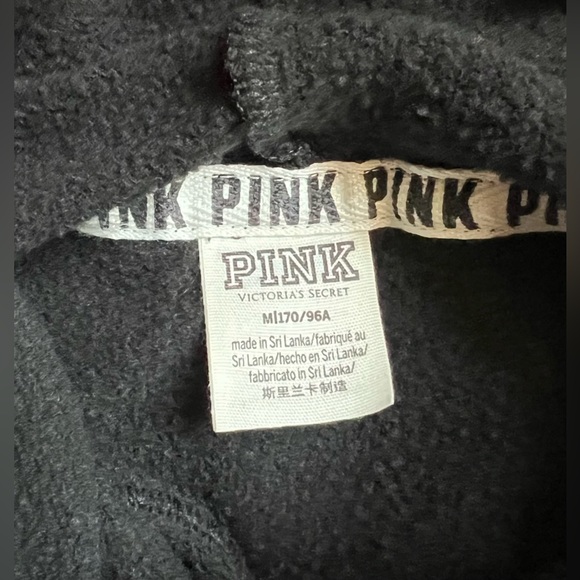 PINK PINK PINK PI
PINK
VICTORIA'S SECRET
M|170/96A
made in Sri Lanka/fabriqué au
Sri Lanka/hecho en Sri Lanka/
fabbricato in Sri Lanka/
斯里兰卡制造